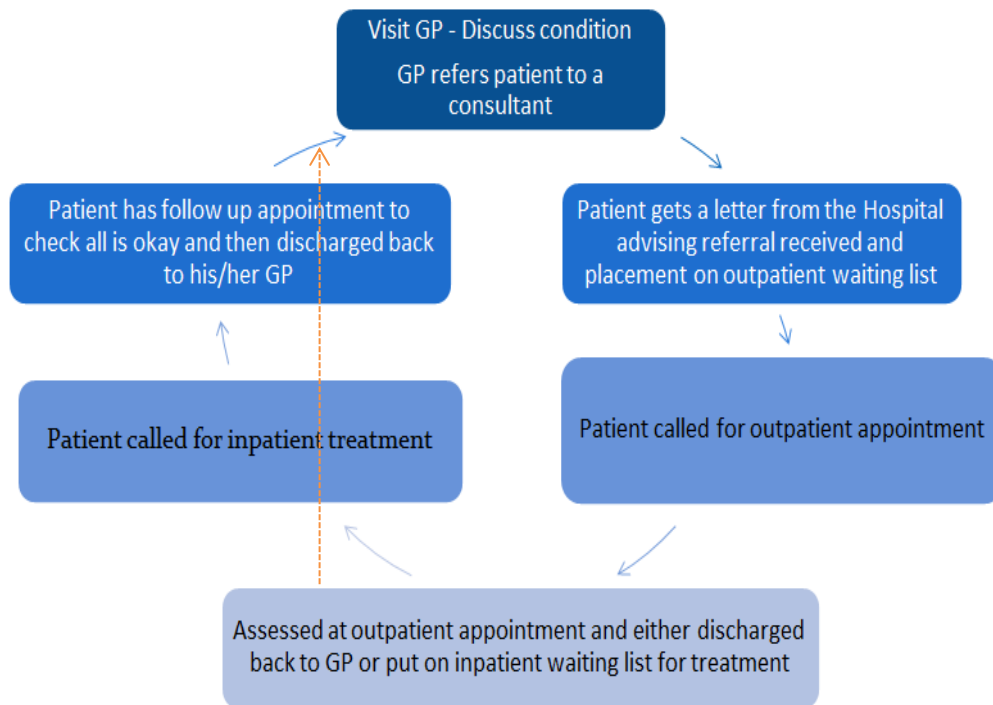 Visit GP - Discuss condition
GP refers patient to a
consultant
Patient gets a letter from the Hospital
advising referral received and
placement on outpatient waiting list
Patient called for outpatient appointment
Assessed at outpatient appointment and either discharged
back to GP or put on inpatient waiting list for treatment
Patient called for inpatient treatment
Patient has follow up appointment to
check all is okay and then discharged back
to his/her GP